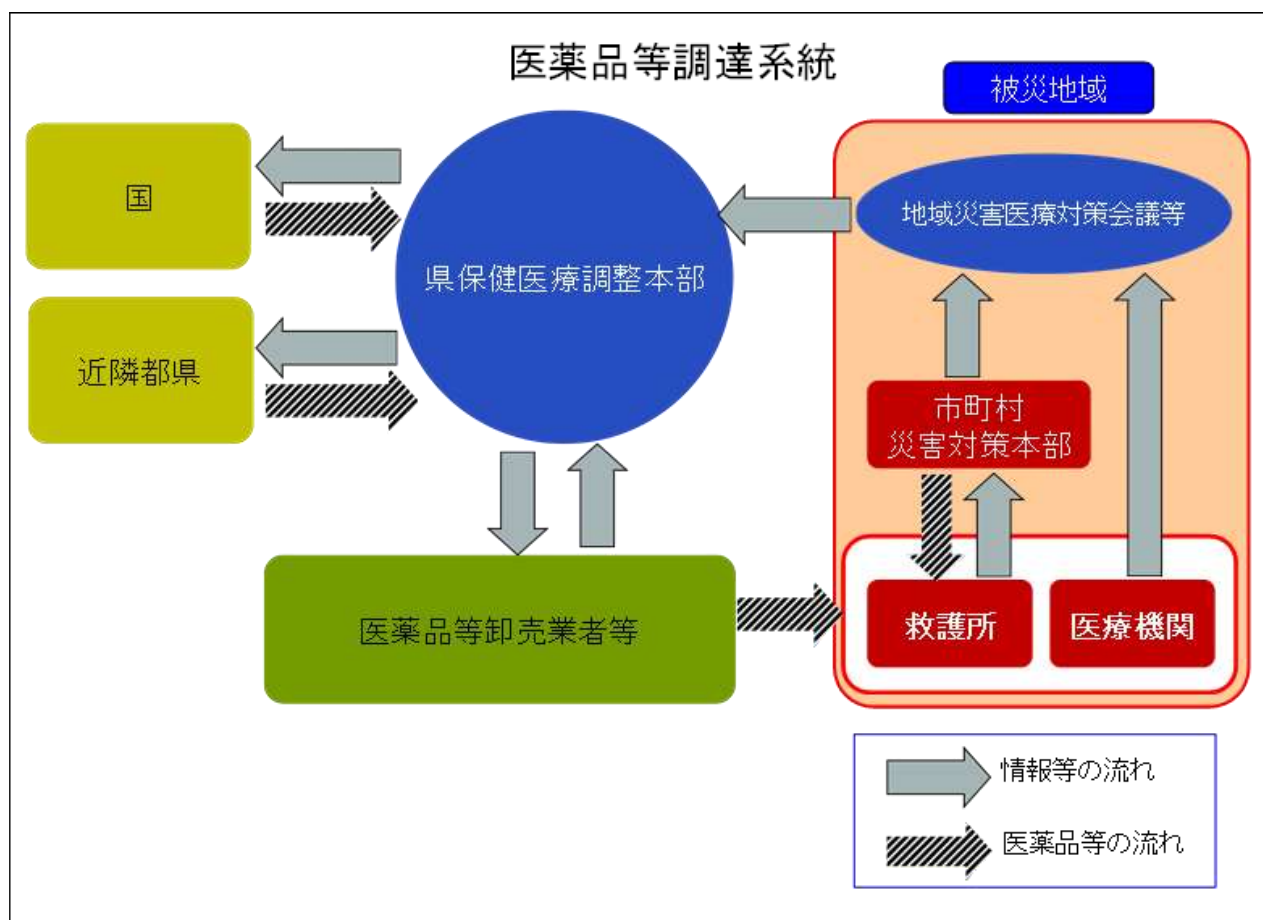 医薬品等調達系統
被災地域
国
地域災害医療対策会議等
県保健医療調整本部
近隣都県
市町村
災害対策本部
医薬品等卸売業者等
救護所
医療機関
情報等の流れ
医薬品等の流れ